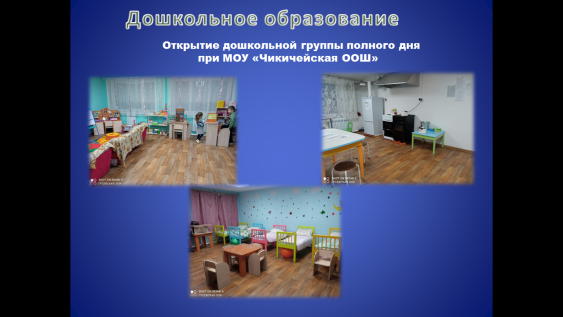 Дошкольное образование
Открытие дошкольной группы полного дня
при МОУ «Чикичейская ООШ»